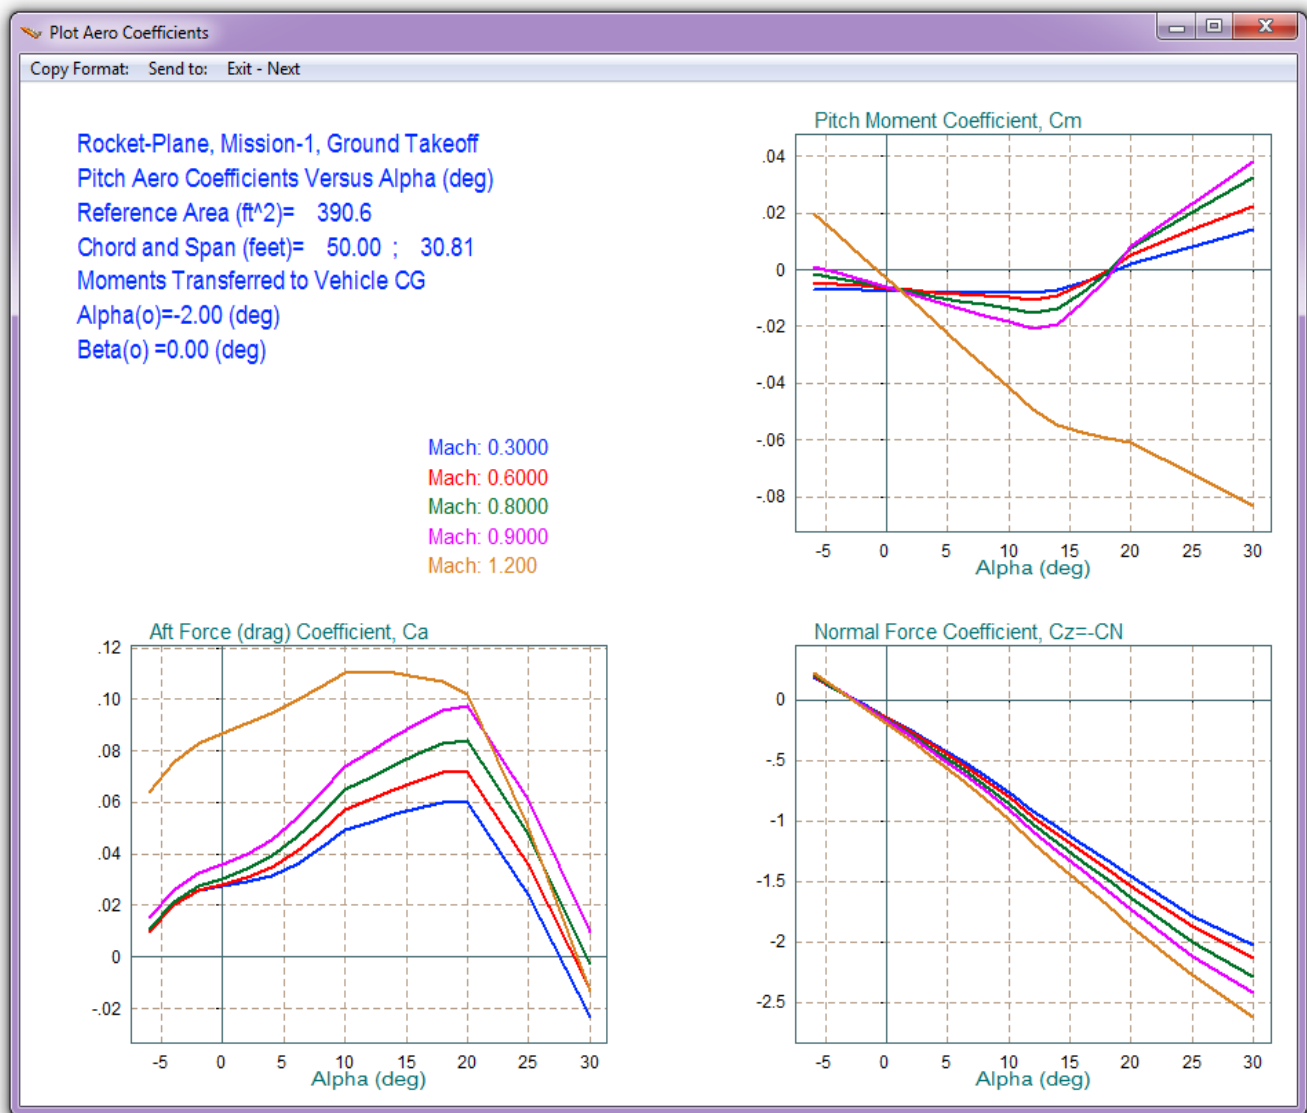 Plot Aero Coefficients
Copy Format: Send to: Exit - Next
Rocket-Plane, Mission-1, Ground Takeoff
Pitch Aero Coefficients Versus Alpha (deg)
Reference Area (ft^2)= 390.6
Chord and Span (feet)= 50.00 ; 30.81
Moments Transferred to Vehicle CG
Alpha(o)=-2.00 (deg)
Beta(o) =0.00 (deg)
Mach: 0.3000
Mach: 0.6000
Mach: 0.8000
Mach: 0.9000
Mach: 1.200
Pitch Moment Coefficient, Cm
.04
.02
0
-.02
-.04
-.06
-.08
-5 0 5 10 15 20 25 30
Alpha (deg)
Aft Force (drag) Coefficient, Ca
.12
.10
.08
.06
.04
.02
0
-.02
-5 0 5 10 15 20 25 30
Alpha (deg)
Normal Force Coefficient, Cz=-CN
0
-.5
-1
-1.5
-2
-2.5
-5 0 5 10 15 20 25 30
Alpha (deg)